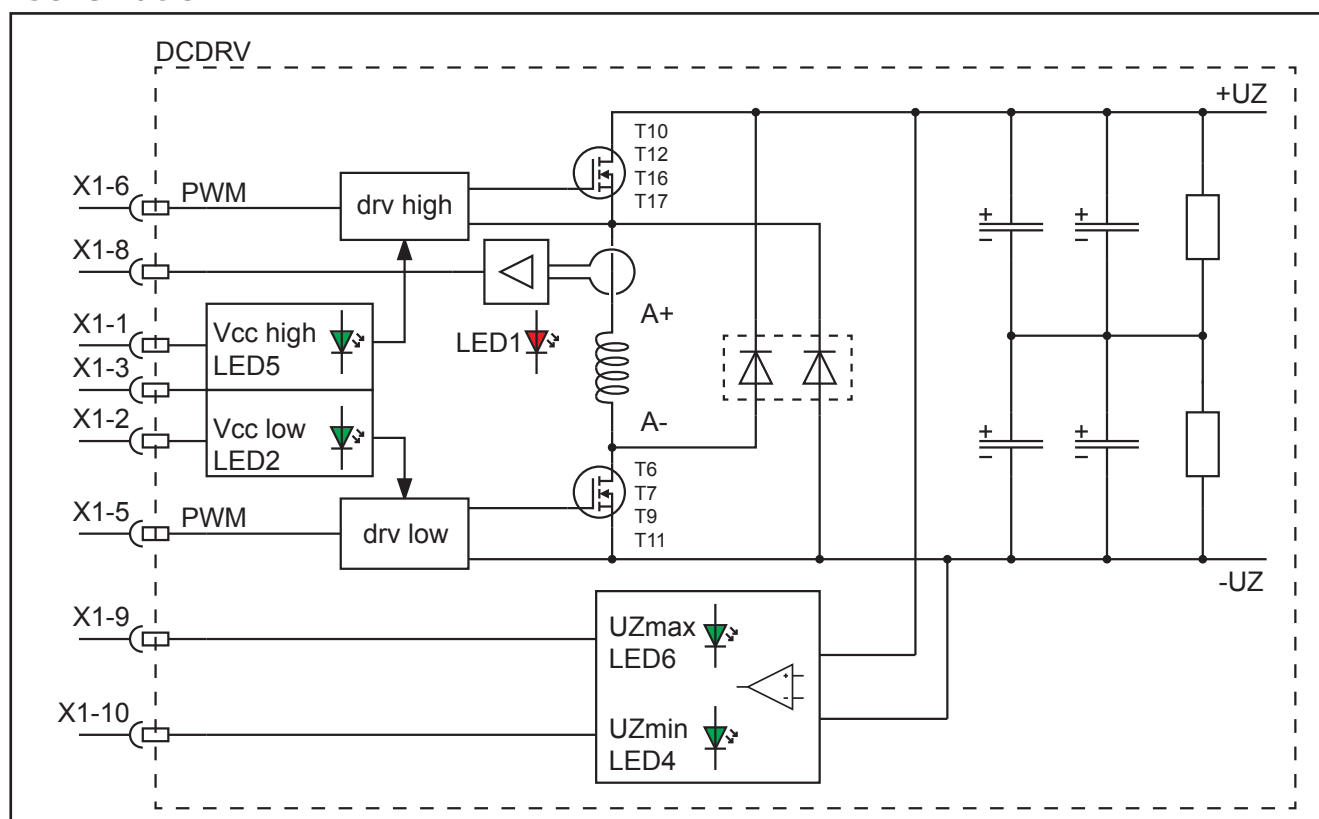 DCDRV
+UZ
T10
T12
T16
T17
X1-6
PWM
drv high
X1-8
X1-1
Vcc high
LED5
LED1
A+
X1-3
X1-2
Vcc low
LED2
A-
T6
T7
T9
T11
X1-5
PWM
drv low
-UZ
X1-9
UZmax
LED6
X1-10
UZmin
LED4
+
-
+
-
+
-
+
-
+
-